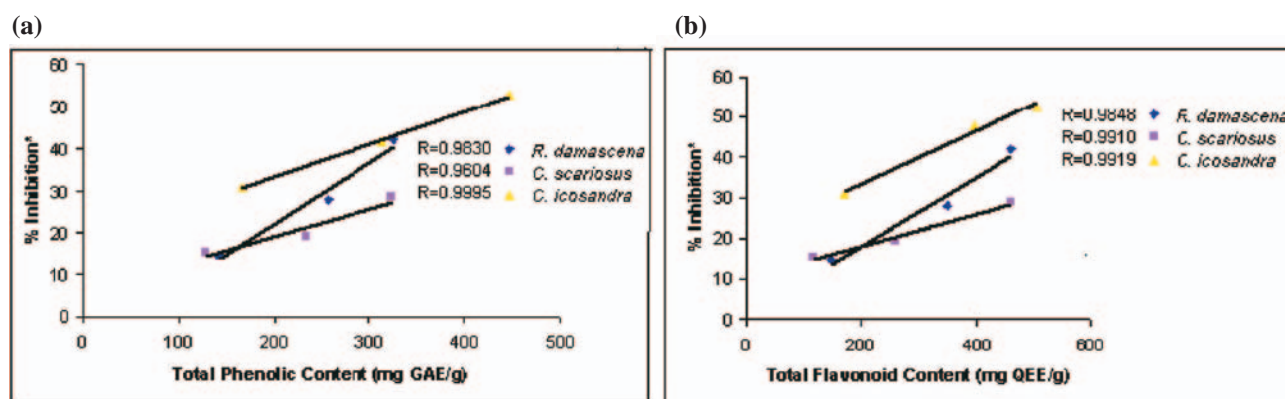 (a)
(b)
60
50
40
30
20
10
0
% Inhibition*
R=0.9830 R. damascena
R=0.9604 C. scariosus
R=0.9995 C. icosandra
0 100 200 300 400 500
Total Phenolic Content (mg GAE/g)
60
50
40
30
20
10
0
% Inhibition*
R=0.9848 R. damascena
R=0.9910 C. scariosus
R=0.9919 C. icosandra
0 200 400 600
Total Flavonoid Content (mg QEE/g)